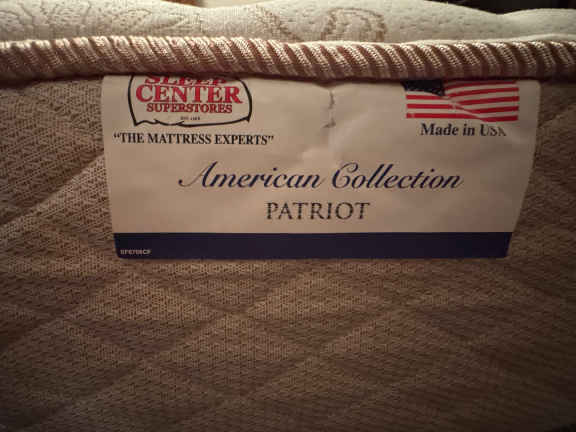 SLEEP
CENTER
SUPERSTORES
"THE MATTRESS EXPERTS"
Made in USA
American Collection
PATRIOT